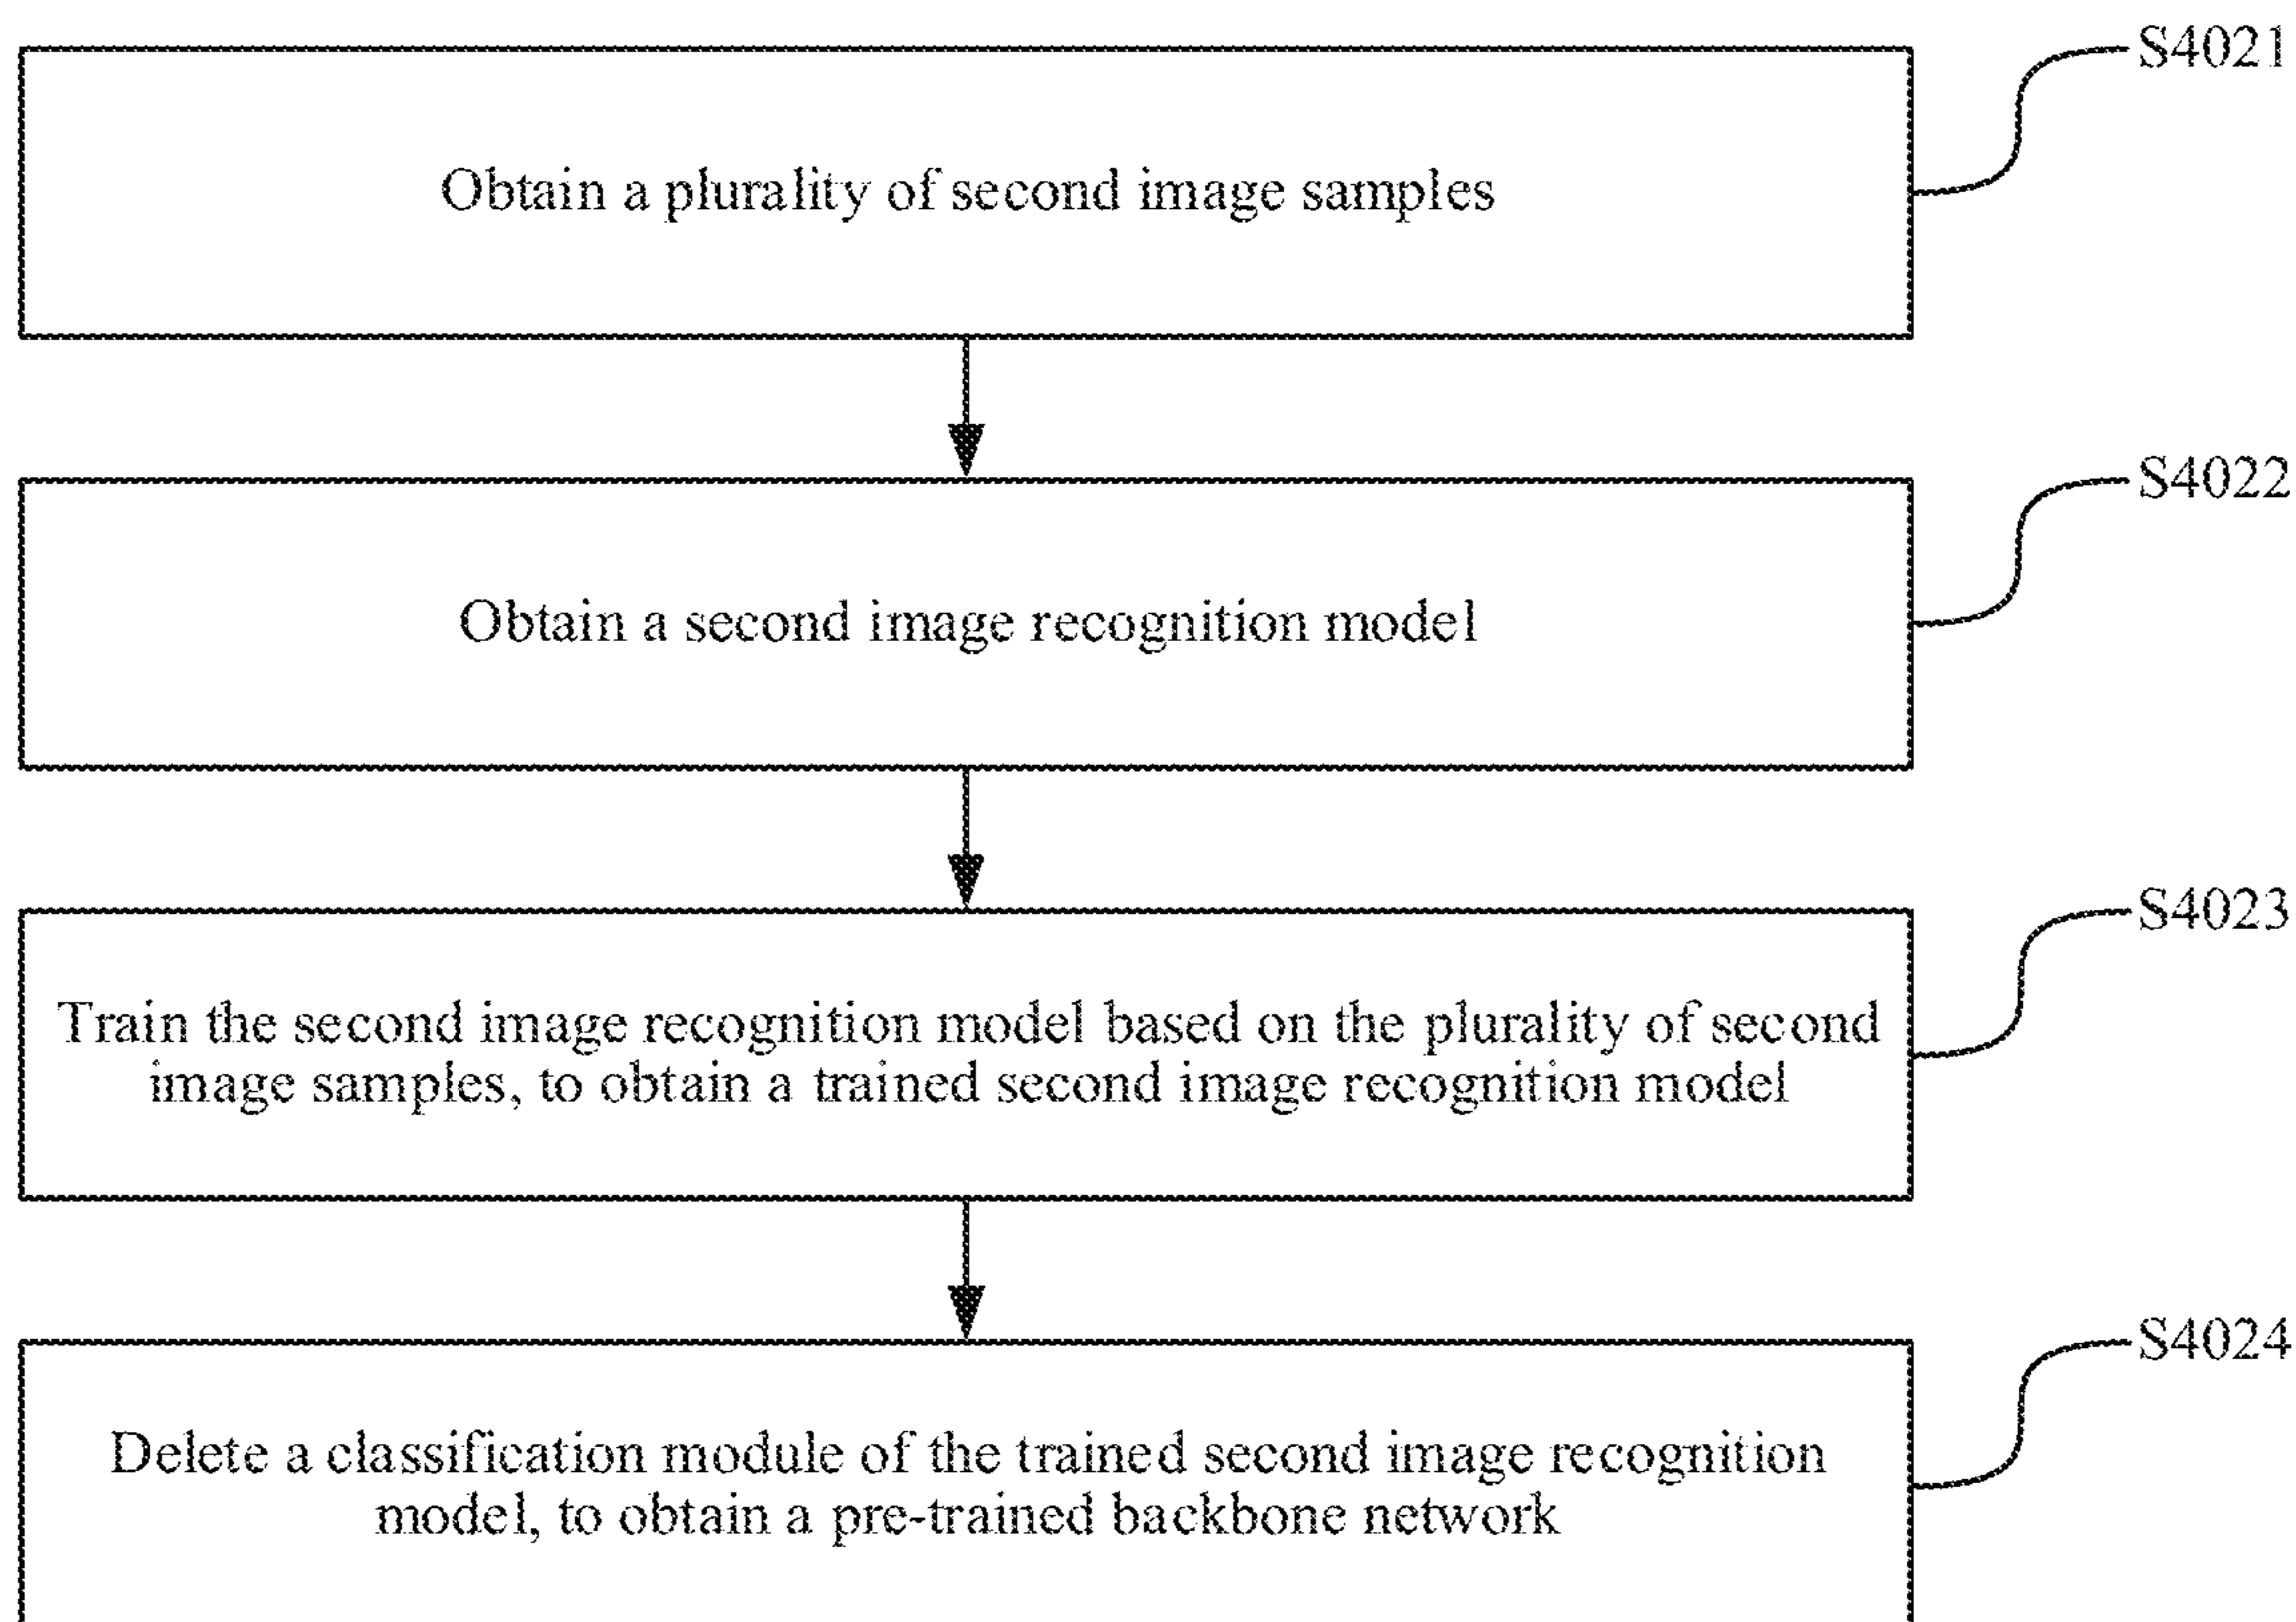 S4021
Obtain a plurality of second image samples
S4022
Obtain a second image recognition model
S4023
Train the second image recognition model based on the plurality of second
image samples, to obtain a trained second image recognition model
S4024
Delete a classification module of the trained second image recognition
model, to obtain a pre-trained backbone network